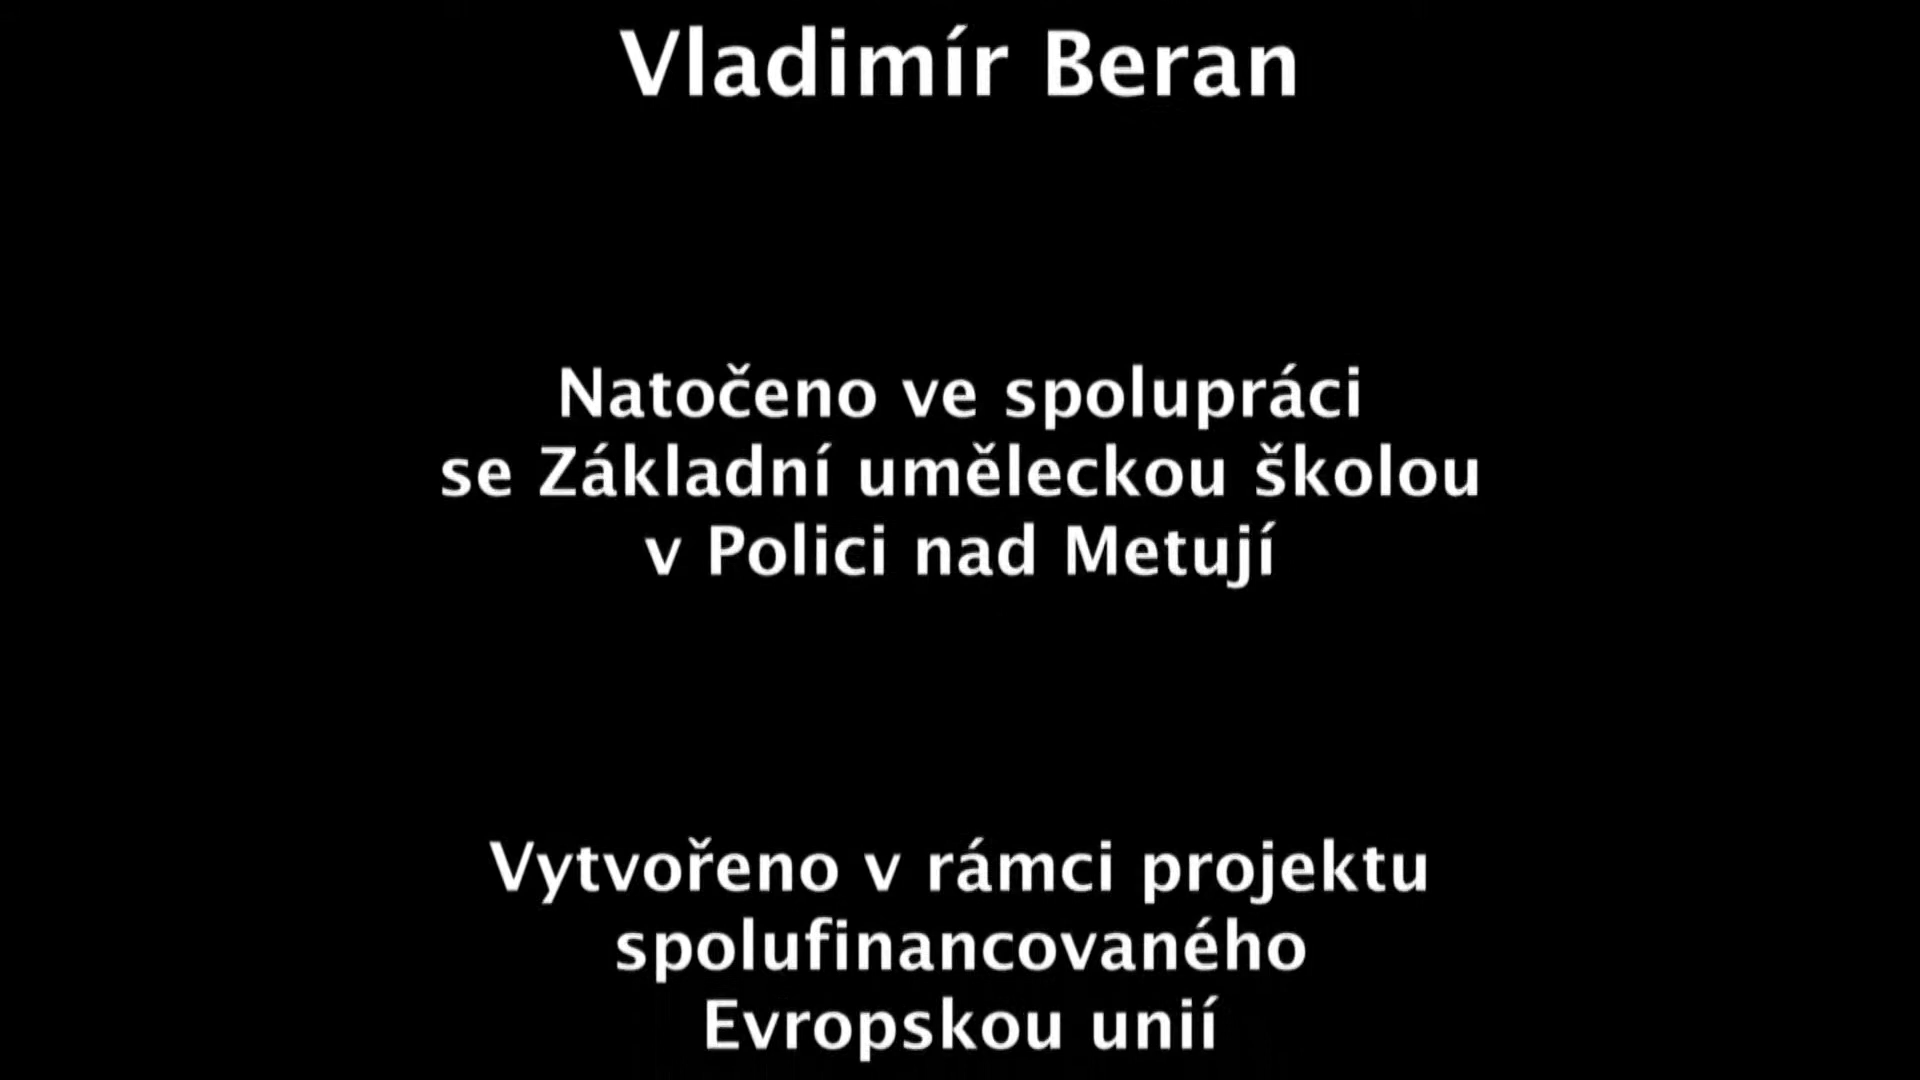 Vladimír Beran
Natočeno ve spolupráci
se Základní uměleckou školou
v Polici nad Metují
Vytvořeno v rámci projektu
spolufinancovaného
Evropskou unií